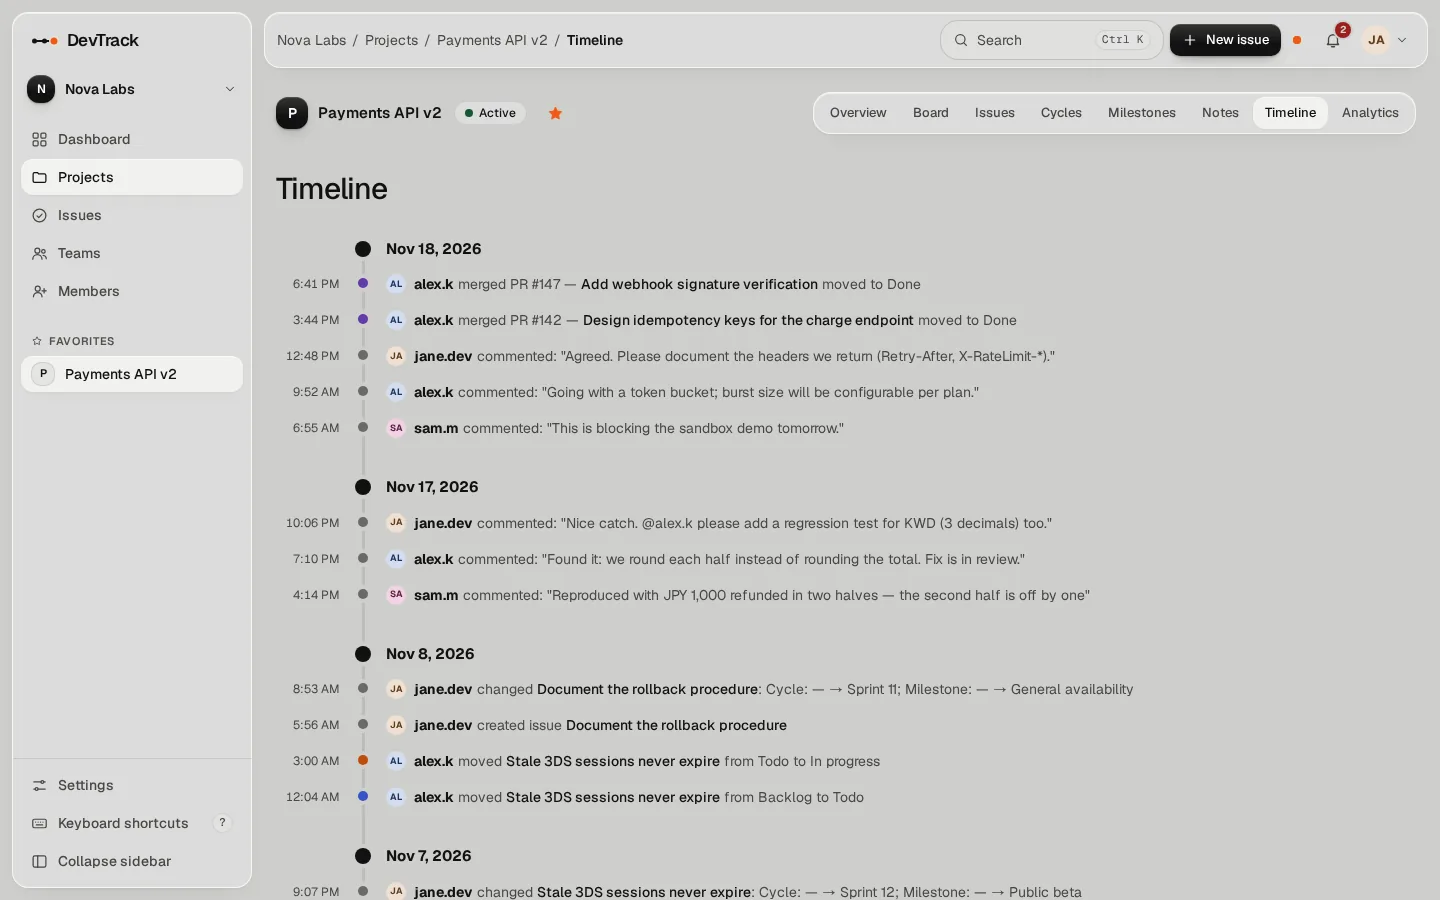 DevTrack
N Nova Labs
Dashboard
Projects
Issues
Teams
Members
FAVORITES
P Payments API v2
Settings
Keyboard shortcuts ?
Collapse sidebar
Nova Labs / Projects / Payments API v2 / Timeline
Search Ctrl K
New issue
2
JA
P Payments API v2 Active
Overview Board Issues Cycles Milestones Notes Timeline Analytics
Timeline
Nov 18, 2026
6:41 PM AL alex.k merged PR #147 — Add webhook signature verification moved to Done
3:44 PM AL alex.k merged PR #142 — Design idempotency keys for the charge endpoint moved to Done
12:48 PM JA jane.dev commented: "Agreed. Please document the headers we return (Retry-After, X-RateLimit-*)."
9:52 AM AL alex.k commented: "Going with a token bucket; burst size will be configurable per plan."
6:55 AM SA sam.m commented: "This is blocking the sandbox demo tomorrow."
Nov 17, 2026
10:06 PM JA jane.dev commented: "Nice catch. @alex.k please add a regression test for KWD (3 decimals) too."
7:10 PM AL alex.k commented: "Found it: we round each half instead of rounding the total. Fix is in review."
4:14 PM SA sam.m commented: "Reproduced with JPY 1,000 refunded in two halves — the second half is off by one"
Nov 8, 2026
8:53 AM JA jane.dev changed Document the rollback procedure: Cycle: — → Sprint 11; Milestone: — → General availability
5:56 AM JA jane.dev created issue Document the rollback procedure
3:00 AM AL alex.k moved Stale 3DS sessions never expire from Todo to In progress
12:04 AM AL alex.k moved Stale 3DS sessions never expire from Backlog to Todo
Nov 7, 2026
9:07 PM JA jane.dev changed Stale 3DS sessions never expire: Cycle: — → Sprint 12; Milestone: — → Public beta